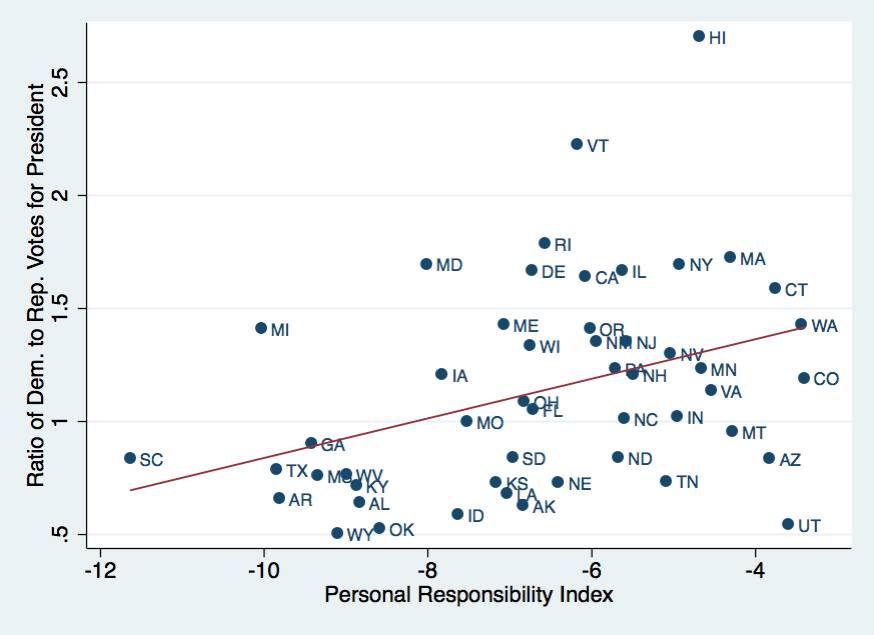 Ratio of Dem. to Rep. Votes for President
2.5
2
1.5
1
.5
HI
VT
RI
MD
DE
CA
IL
NY
MA
CT
MI
ME
WI
OR
NM
NJ
WA
IA
PA
NH
NV
MN
CO
VA
OH
FL
MO
NC
IN
MT
SC
GA
TX
MS
WV
KY
AR
AL
WY
OK
SD
ND
KS
LA
NE
AK
ID
TN
AZ
UT
-12
-10
-8
-6
-4
Personal Responsibility Index